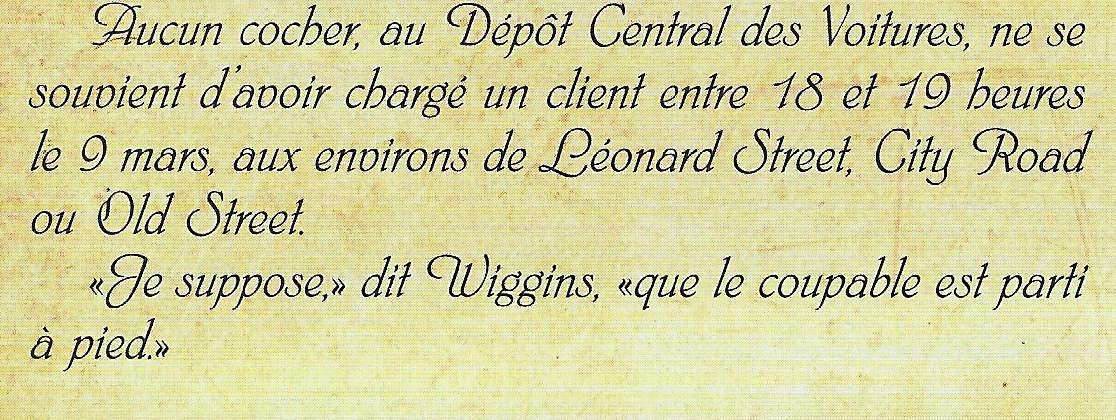 Aucun cocher, au Dépôt Central des Voitures, ne se
souvient d'avoir chargé un client entre 18 et 19 heures
le 9 mars, aux environs de Léonard Street, City Road
ou Old Street.
«Je suppose,» dit Wiggins, «que le coupable est parti
à pied.»